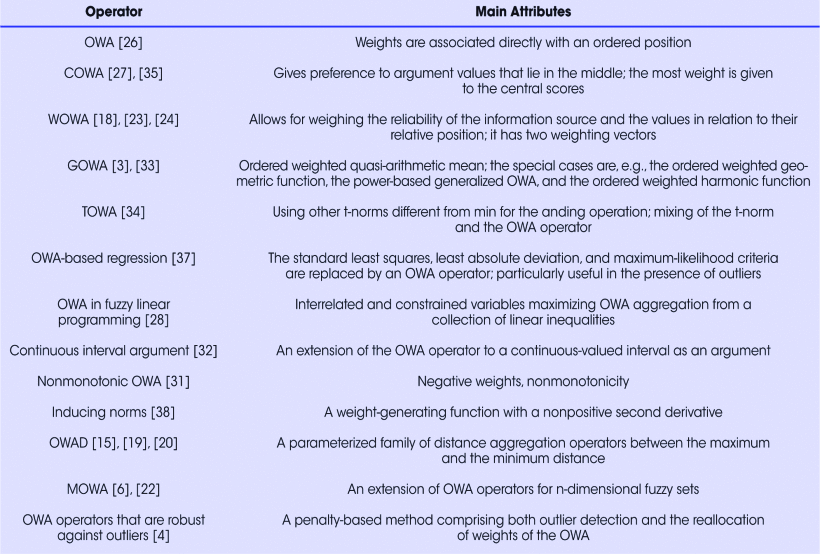 Operator Main Attributes
OWA [26] Weights are associated directly with an ordered position
COWA [27], [35] Gives preference to argument values that lie in the middle; the most weight is given
to the central scores
WOWA [18], [23], [24] Allows for weighing the reliability of the information source and the values in relation to their
relative position; it has two weighting vectors
GOWA [3], [33] Ordered weighted quasi-arithmetic mean; the special cases are, e.g., the ordered weighted geo-
metric function, the power-based generalized OWA, and the ordered weighted harmonic function
TOWA [34] Using other t-norms different from min for the anding operation; mixing of the t-norm
and the OWA operator
OWA-based regression [37] The standard least squares, least absolute deviation, and maximum-likelihood criteria
are replaced by an OWA operator; particularly useful in the presence of outliers
OWA in fuzzy linear Interrelated and constrained variables maximizing OWA aggregation from a
programming [28] collection of linear inequalities
Continuous interval argument [32] An extension of the OWA operator to a continuous-valued interval as an argument
Nonmonotonic OWA [31] Negative weights, nonmonotonicity
Inducing norms [38] A weight-generating function with a nonpositive second derivative
OWAD [15], [19], [20] A parameterized family of distance aggregation operators between the maximum
and the minimum distance
MOWA [6], [22] An extension of OWA operators for n-dimensional fuzzy sets
OWA operators that are robust A penalty-based method comprising both outlier detection and the reallocation
against outliers [4] of weights of the OWA